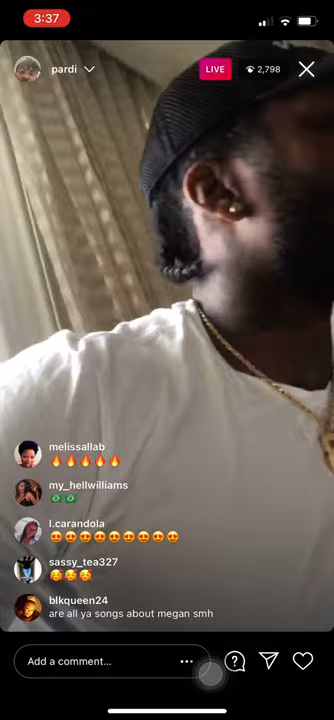 3:37
pardi
LIVE
2,798
melissallab
🔥🔥🔥🔥🔥
my_hellwilliams
🇧🇷🇧🇷
l.carandola
😍😍😍😍😍😍😍😍😍
sassy_tea327
🥰🥰🥰
blkqueen24
are all ya songs about megan smh
Add a comment...